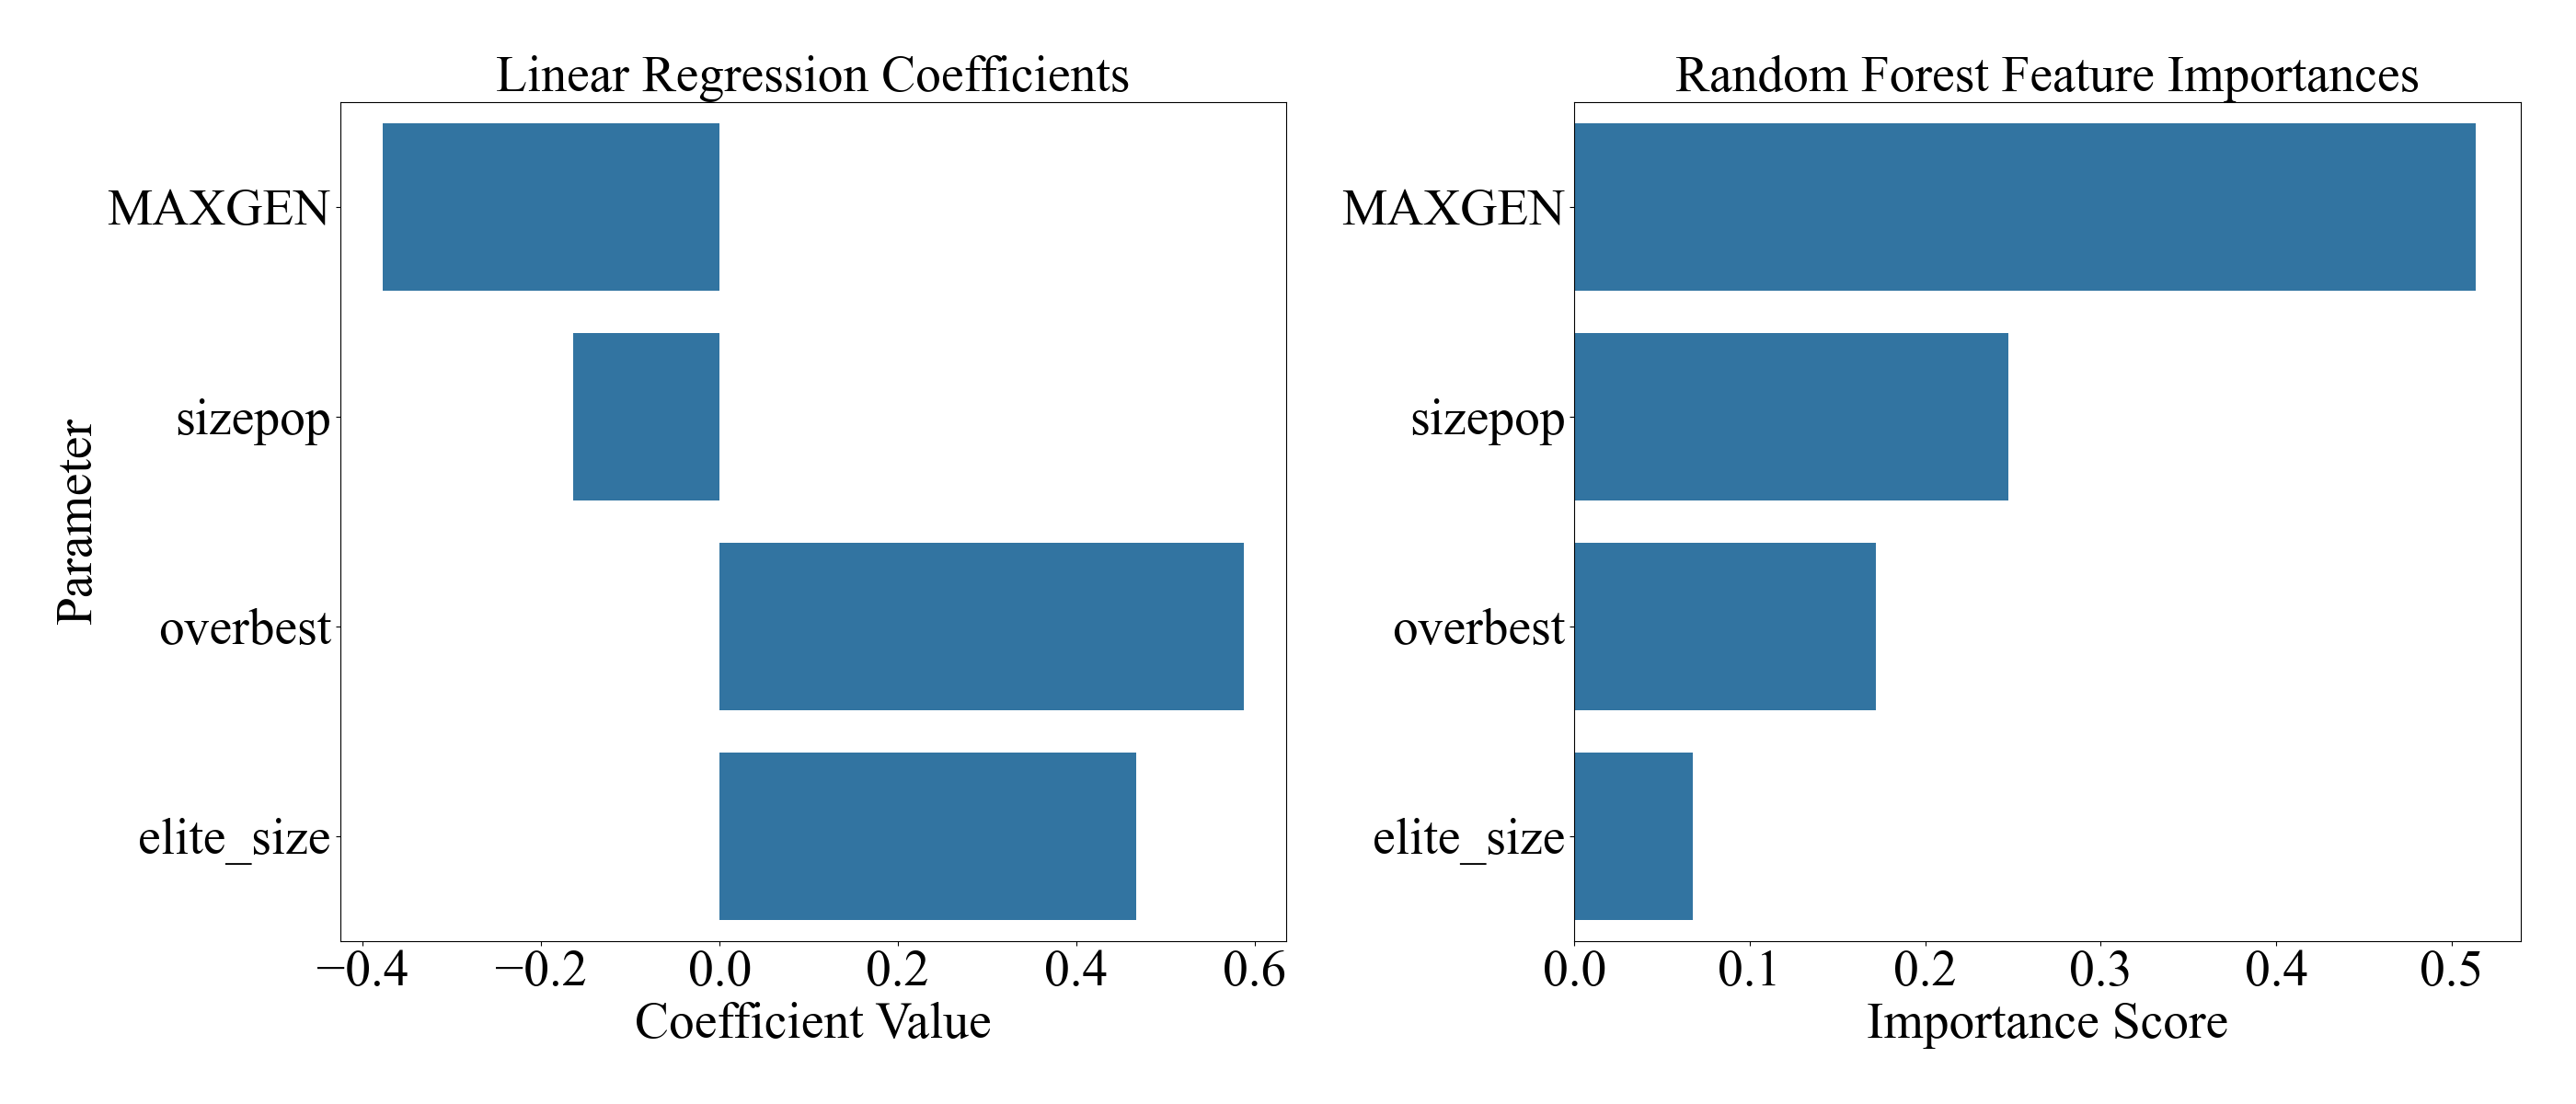 Linear Regression Coefficients
Parameter
MAXGEN
sizepop
overbest
elite_size
−0.4 −0.2 0.0 0.2 0.4 0.6
Coefficient Value
Random Forest Feature Importances
MAXGEN
sizepop
overbest
elite_size
0.0 0.1 0.2 0.3 0.4 0.5
Importance Score